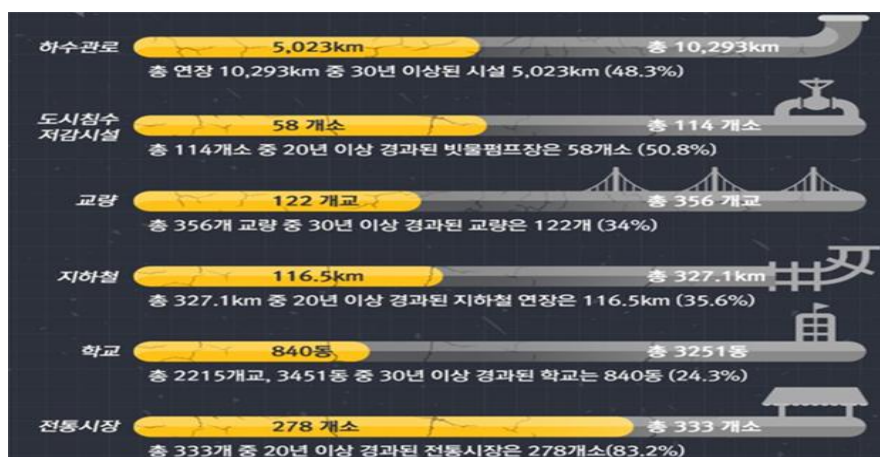 하수관로 5,023km 총 10,293km
총 연장 10,293km 중 30년 이상된 시설 5,023km (48.3%)
도시침수
저감시설 58 개소 총 114 개소
총 114개소 중 20년 이상 경과된 빗물펌프장은 58개소 (50.8%)
교량 122 개교 총 356 개교
총 356개 교량 중 30년 이상 경과된 교량은 122개 (34%)
지하철 116.5km 총 327.1km
총 327.1km 중 20년 이상 경과된 지하철 연장은 116.5km (35.6%)
학교 840동 총 3251동
총 2215개교, 3451동 중 30년 이상 경과된 학교는 840동 (24.3%)
전통시장 278 개소 총 333 개소
총 333개 중 20년 이상 경과된 전통시장은 278개소(83.2%)